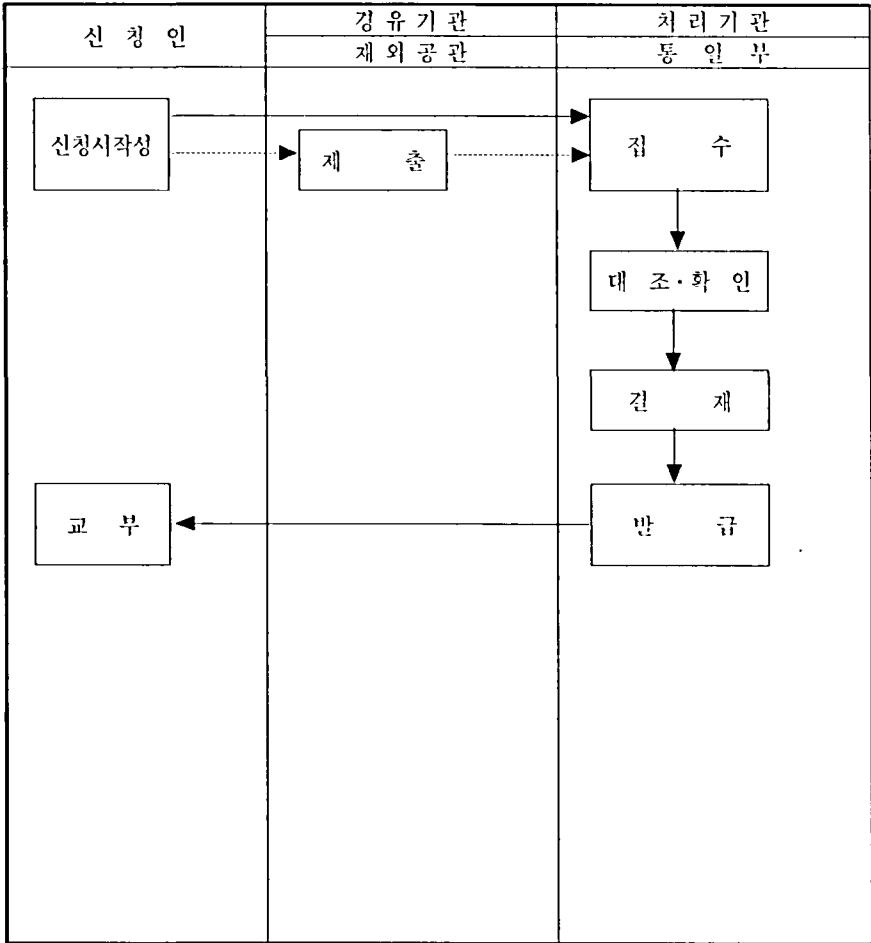 신 청 인
경 유 기 관
처 리 기 관
재 외 공 관
통 일 부
신청서작성
제 출
접 수
대 조·확 인
결 재
교 부
발 급